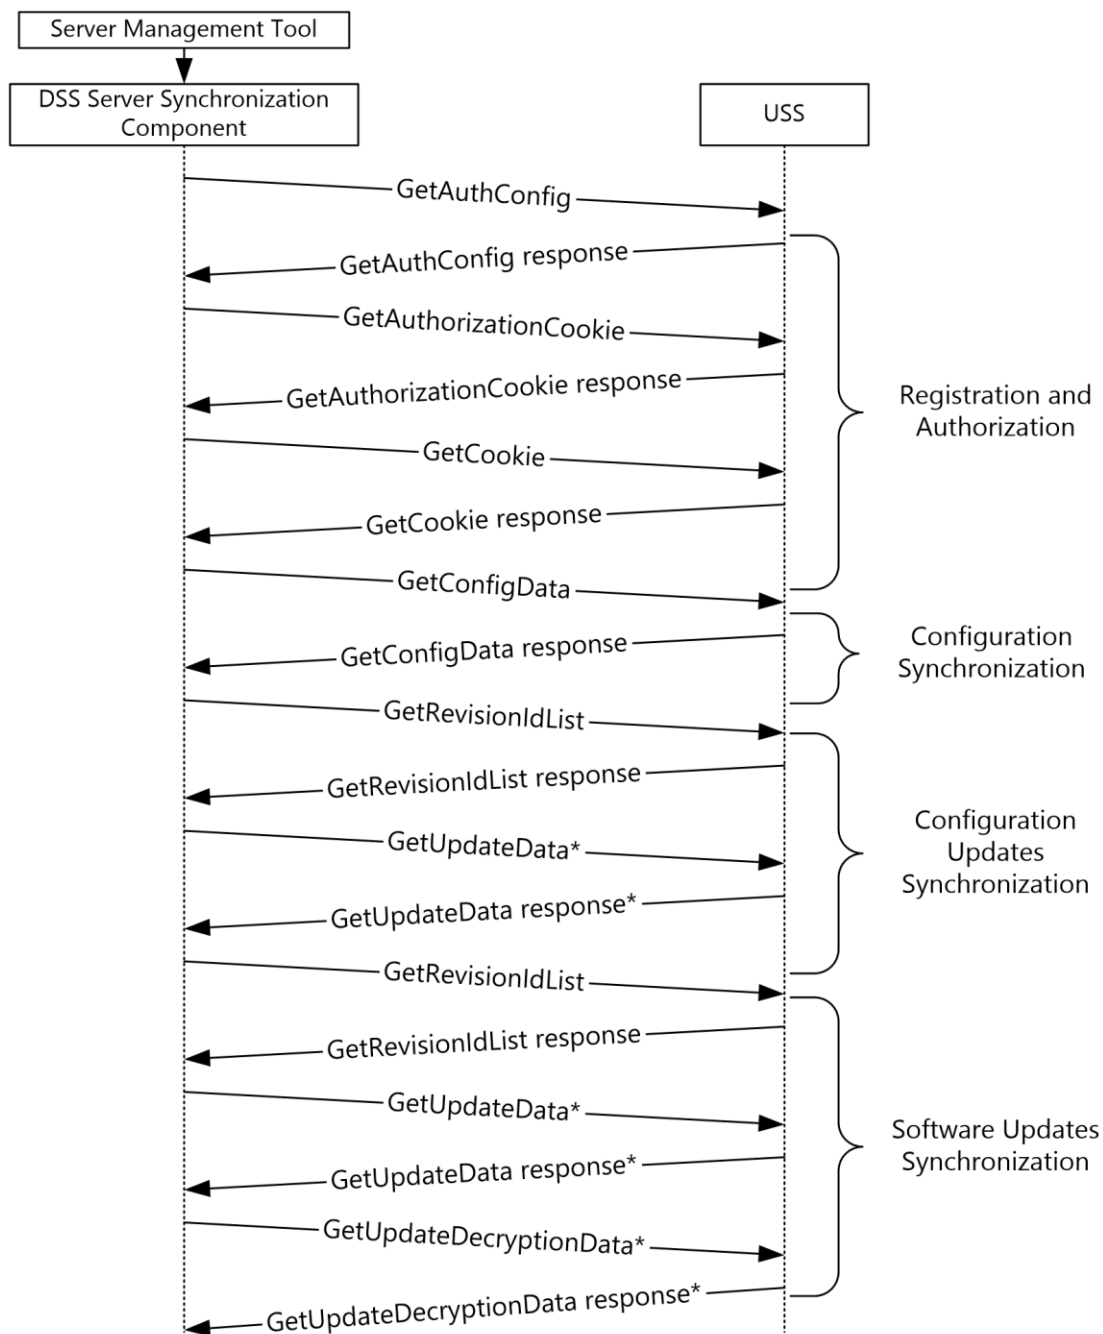 Server Management Tool
DSS Server Synchronization
Component
USS
GetAuthConfig
GetAuthConfig response
GetAuthorizationCookie
GetAuthorizationCookie response
Registration and
Authorization
GetCookie
GetCookie response
GetConfigData
GetConfigData response
Configuration
Synchronization
GetRevisionIdList
GetRevisionIdList response
GetUpdateData*
Configuration
Updates
Synchronization
GetUpdateData response*
GetRevisionIdList
GetRevisionIdList response
GetUpdateData*
Software Updates
Synchronization
GetUpdateData response*
GetUpdateDecryptionData*
GetUpdateDecryptionData response*